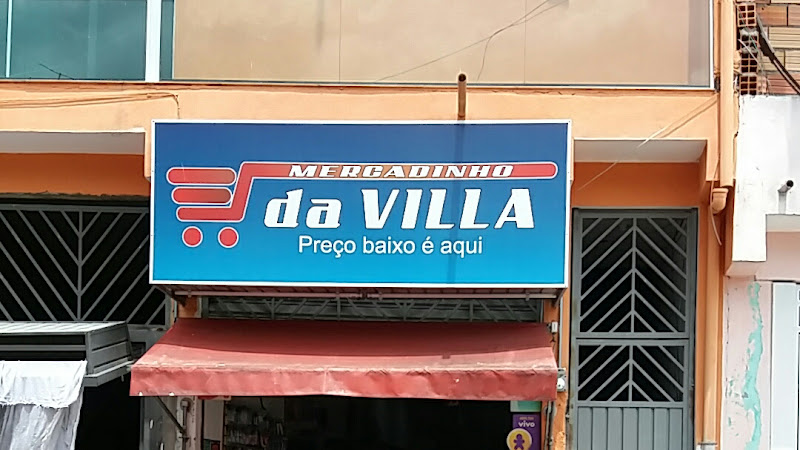 MERCADINHO
da VILLA
Preço baixo é aqui
vivo